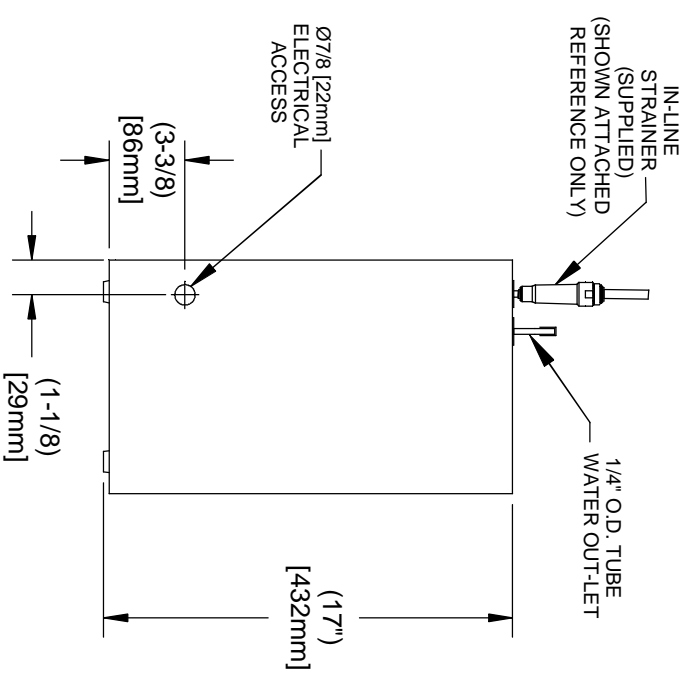 IN-LINE
STRAINER
(SUPPLIED)
(SHOWN ATTACHED
REFERENCE ONLY)
1/4" O.D. TUBE
WATER OUT-LET
Ø7/8 [22mm]
ELECTRICAL
ACCESS
(3-3/8)
[86mm]
(1-1/8)
[29mm]
(17")
[432mm]